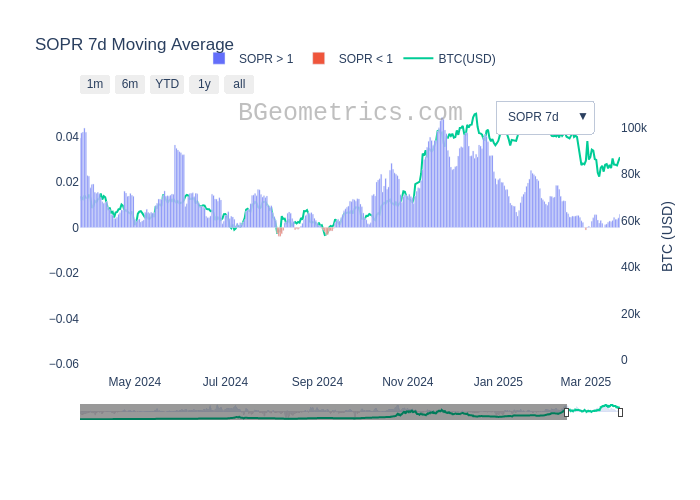 SOPR 7d Moving Average
SOPR > 1
SOPR < 1
BTC(USD)
1m 6m YTD 1y all
BGeometrics.com
SOPR 7d ▼
0.04
0.02
0
−0.02
−0.04
−0.06
100k
80k
60k
40k
20k
0
BTC (USD)
May 2024 Jul 2024 Sep 2024 Nov 2024 Jan 2025 Mar 2025